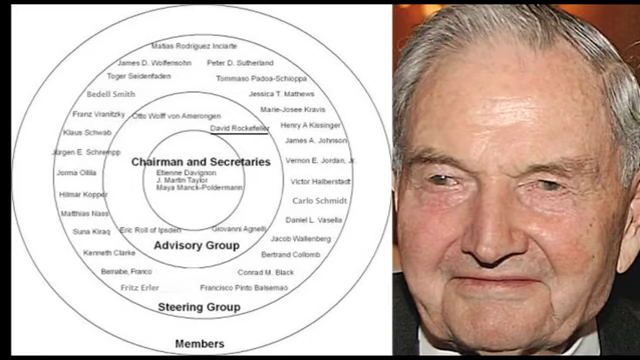 Matias Rodriguez Inciarte
James D. Wolfensohn Peter D. Sutherland
Toger Seidenfaden Tommaso Padoa-Schioppa
Bedell Smith Jessica T. Mathews
Franz Vranitzky Otto Wolff von Amerongen Marie-Josee Kravis
Klaus Schwab David Rockefeller Henry A Kissinger
Jürgen E. Schrempp James A. Johnson
Chairman and Secretaries Vernon E. Jordan, Jr.
Jorma Ollila Etienne Davignon
J. Martin Taylor Victor Halberstadt
Hilmar Kopper Maya Manck-Poldermann
Carlo Schmidt
Matthias Nass Daniel L. Vasella
Suna Kiraq Eric Roll of Ipsden Giovanni Agnelli
Jacob Wallenberg
Kenneth Clarke Advisory Group Bertrand Collomb
Bernabe, Franco Conrad M. Black
Fritz Erler Francisco Pinto Balsemao
Steering Group
Members